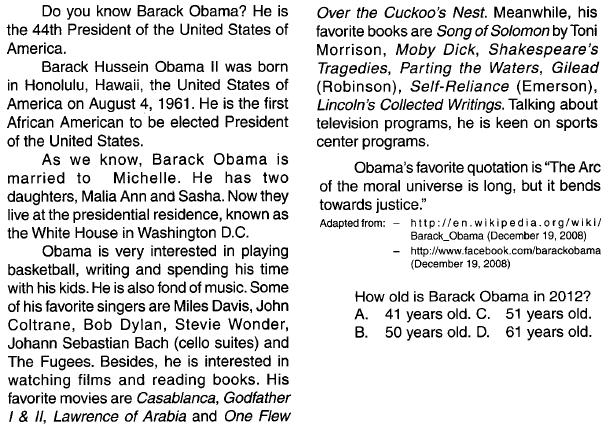 Do you know Barack Obama? He is
the 44th President of the United States of
America.
Barack Hussein Obama II was born
in Honolulu, Hawaii, the United States of
America on August 4, 1961. He is the first
African American to be elected President
of the United States.
As we know, Barack Obama is
married to Michelle. He has two
daughters, Malia Ann and Sasha. Now they
live at the presidential residence, known as
the White House in Washington D.C.
Obama is very interested in playing
basketball, writing and spending his time
with his kids. He is also fond of music. Some
of his favorite singers are Miles Davis, John
Coltrane, Bob Dylan, Stevie Wonder,
Johann Sebastian Bach (cello suites) and
The Fugees. Besides, he is interested in
watching films and reading books. His
favorite movies are Casablanca, Godfather
I & II, Lawrence of Arabia and One Flew
Over the Cuckoo's Nest. Meanwhile, his
favorite books are Song of Solomon by Toni
Morrison, Moby Dick, Shakespeare's
Tragedies, Parting the Waters, Gilead
(Robinson), Self-Reliance (Emerson),
Lincoln's Collected Writings. Talking about
television programs, he is keen on sports
center programs.
Obama's favorite quotation is "The Arc
of the moral universe is long, but it bends
towards justice."
Adapted from: – http://en.wikipedia.org/wiki/
Barack_Obama (December 19, 2008)
– http://www.facebook.com/barackobama
(December 19, 2008)
How old is Barack Obama in 2012?
A. 41 years old. C. 51 years old.
B. 50 years old. D. 61 years old.